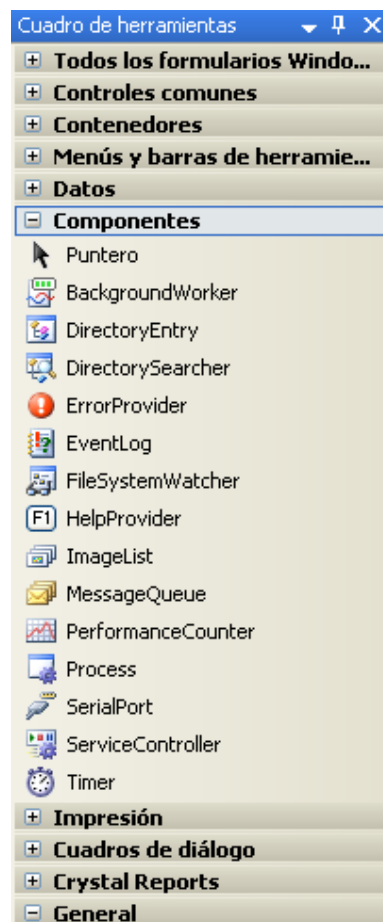 Cuadro de herramientas
Todos los formularios Windo...
Controles comunes
Contenedores
Menús y barras de herramie...
Datos
Componentes
Puntero
BackgroundWorker
DirectoryEntry
DirectorySearcher
ErrorProvider
EventLog
FileSystemWatcher
F1 HelpProvider
ImageList
MessageQueue
PerformanceCounter
Process
SerialPort
ServiceController
Timer
Impresión
Cuadros de diálogo
Crystal Reports
General